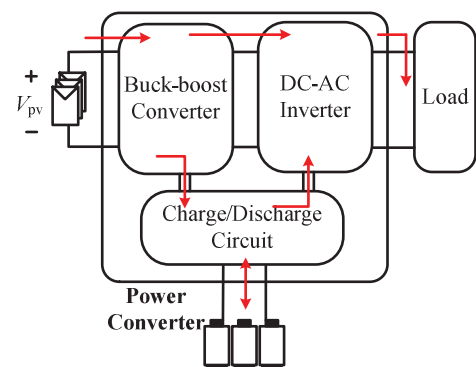 +
V_pv
−
Buck-boost
Converter
DC-AC
Inverter
Load
Charge/Discharge
Circuit
Power
Converter